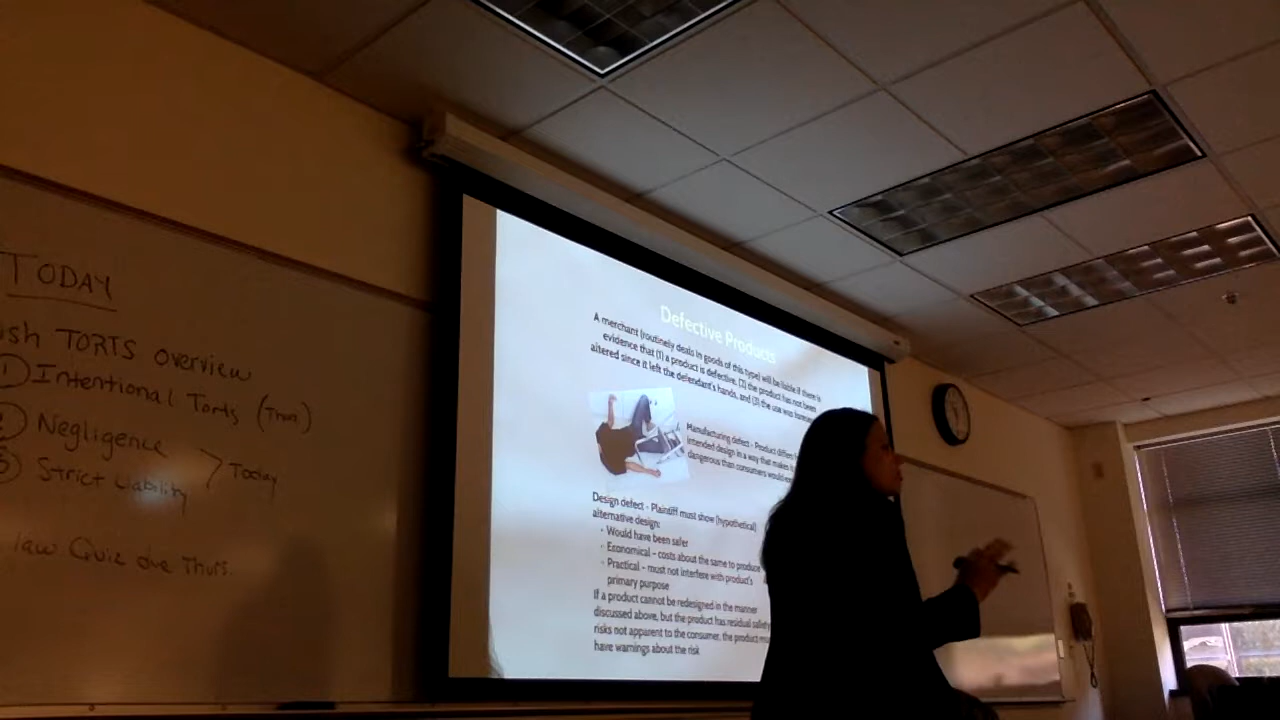 TODAY
ish TORTS overview
1 Intentional Torts (Thurs)
2 Negligence
3 Strict Liability
Today
law Quiz due Thurs.
Defective Products
A merchant (routinely deals in goods of this type) will be liable if there is
evidence that (1) a product is defective, (2) the product has not been
altered since it left the defendant's hands, and (3) the use was
Manufacturing defect - Product differs
intended design in a way that makes
dangerous than consumers would
Design defect - Plaintiff must show [hypothetical]
alternative design:
- Would have been safer
- Economical - costs about the same to produce
- Practical - must not interfere with product's
primary purpose
If a product cannot be redesigned in the manner
discussed above, but the product has residual safety
risks not apparent to the consumer, the product
have warnings about the risk